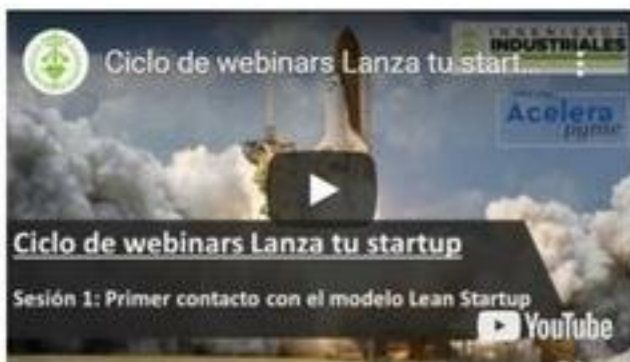 Ciclo de webinars Lanza tu start...
INGENIEROS
INDUSTRIALES
Acelera
pyme
Ciclo de webinars Lanza tu startup
Sesión 1: Primer contacto con el modelo Lean Startup
YouTube